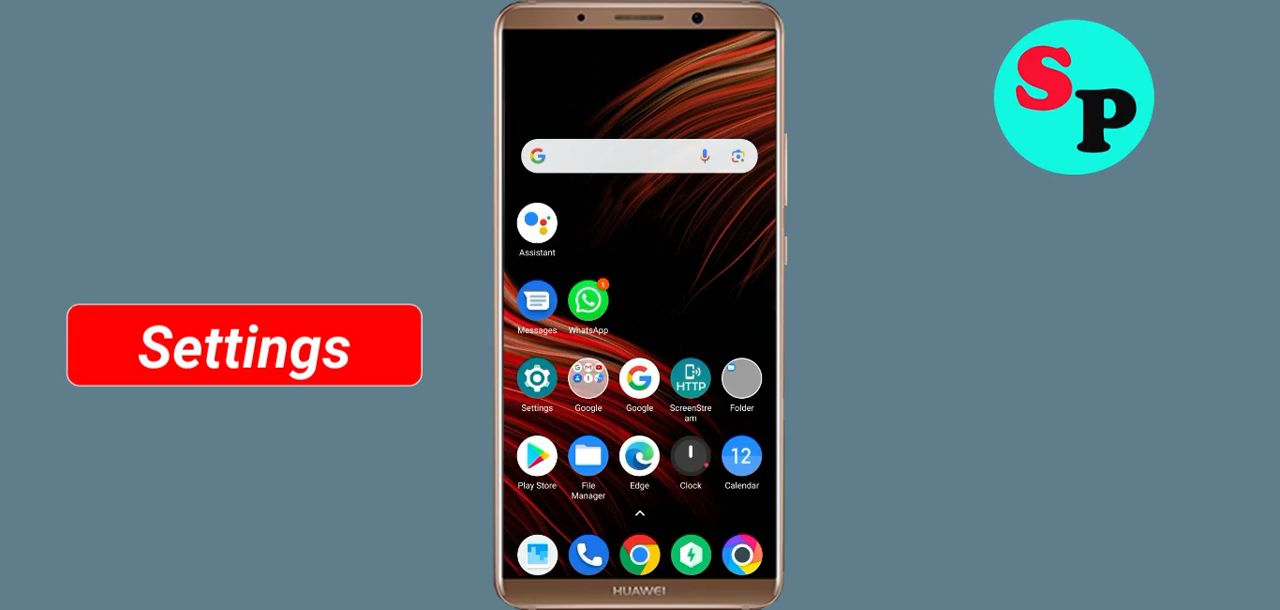 S
P
Assistant
1
Messages WhatsApp
Settings
HTTP
Settings Google Google ScreenStre
am Folder
12
Play Store File
Manager Edge Clock Calendar
HUAWEI